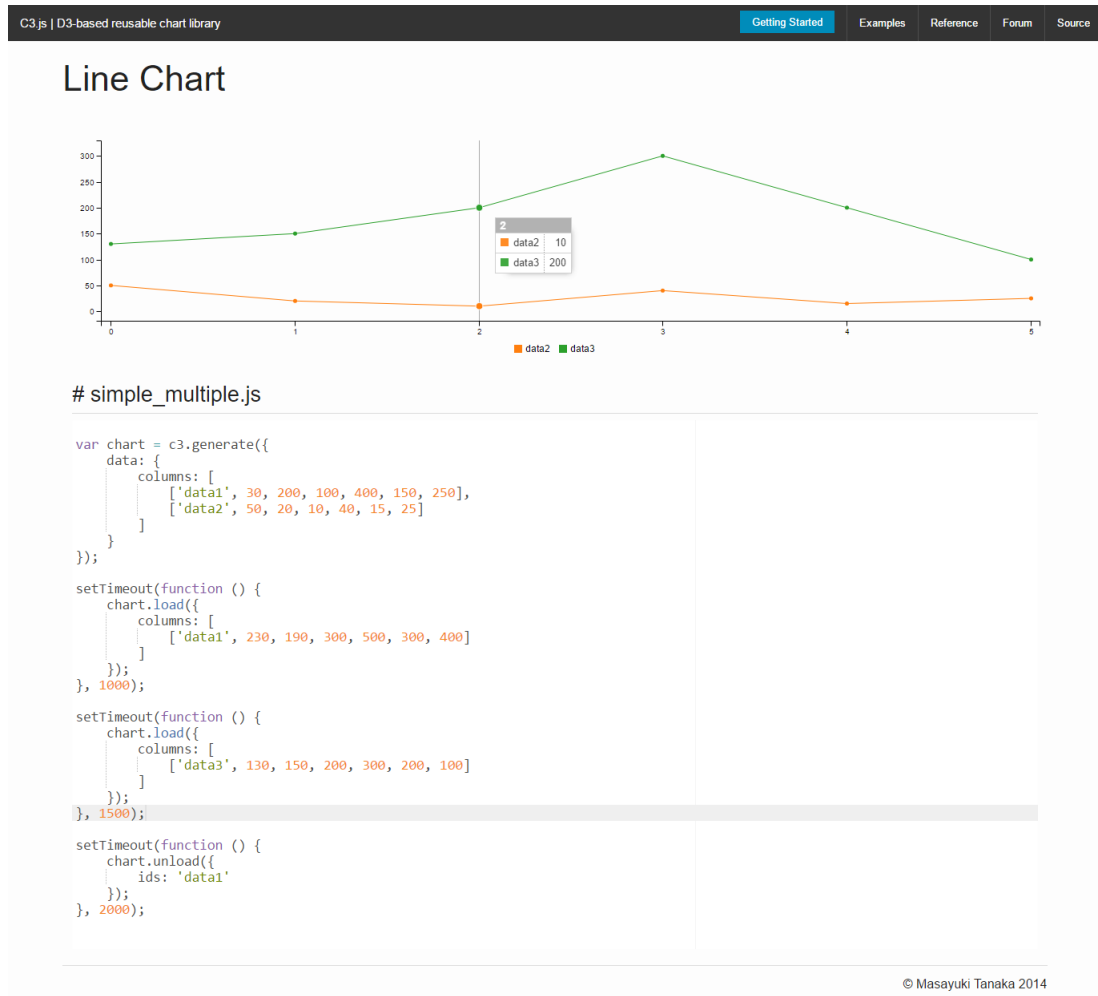 C3.js | D3-based reusable chart library
Getting Started
Examples
Reference
Forum
Source
Line Chart
300
250
200
150
100
50
0
2
data2 10
data3 200
0 1 2 3 4 5
data2 data3
# simple_multiple.js
var chart = c3.generate({
    data: {
        columns: [
            ['data1', 30, 200, 100, 400, 150, 250],
            ['data2', 50, 20, 10, 40, 15, 25]
        ]
    }
});
setTimeout(function () {
    chart.load({
        columns: [
            ['data1', 230, 190, 300, 500, 300, 400]
        ]
    });
}, 1000);
setTimeout(function () {
    chart.load({
        columns: [
            ['data3', 130, 150, 200, 300, 200, 100]
        ]
    });
}, 1500);
setTimeout(function () {
    chart.unload({
        ids: 'data1'
    });
}, 2000);
© Masayuki Tanaka 2014